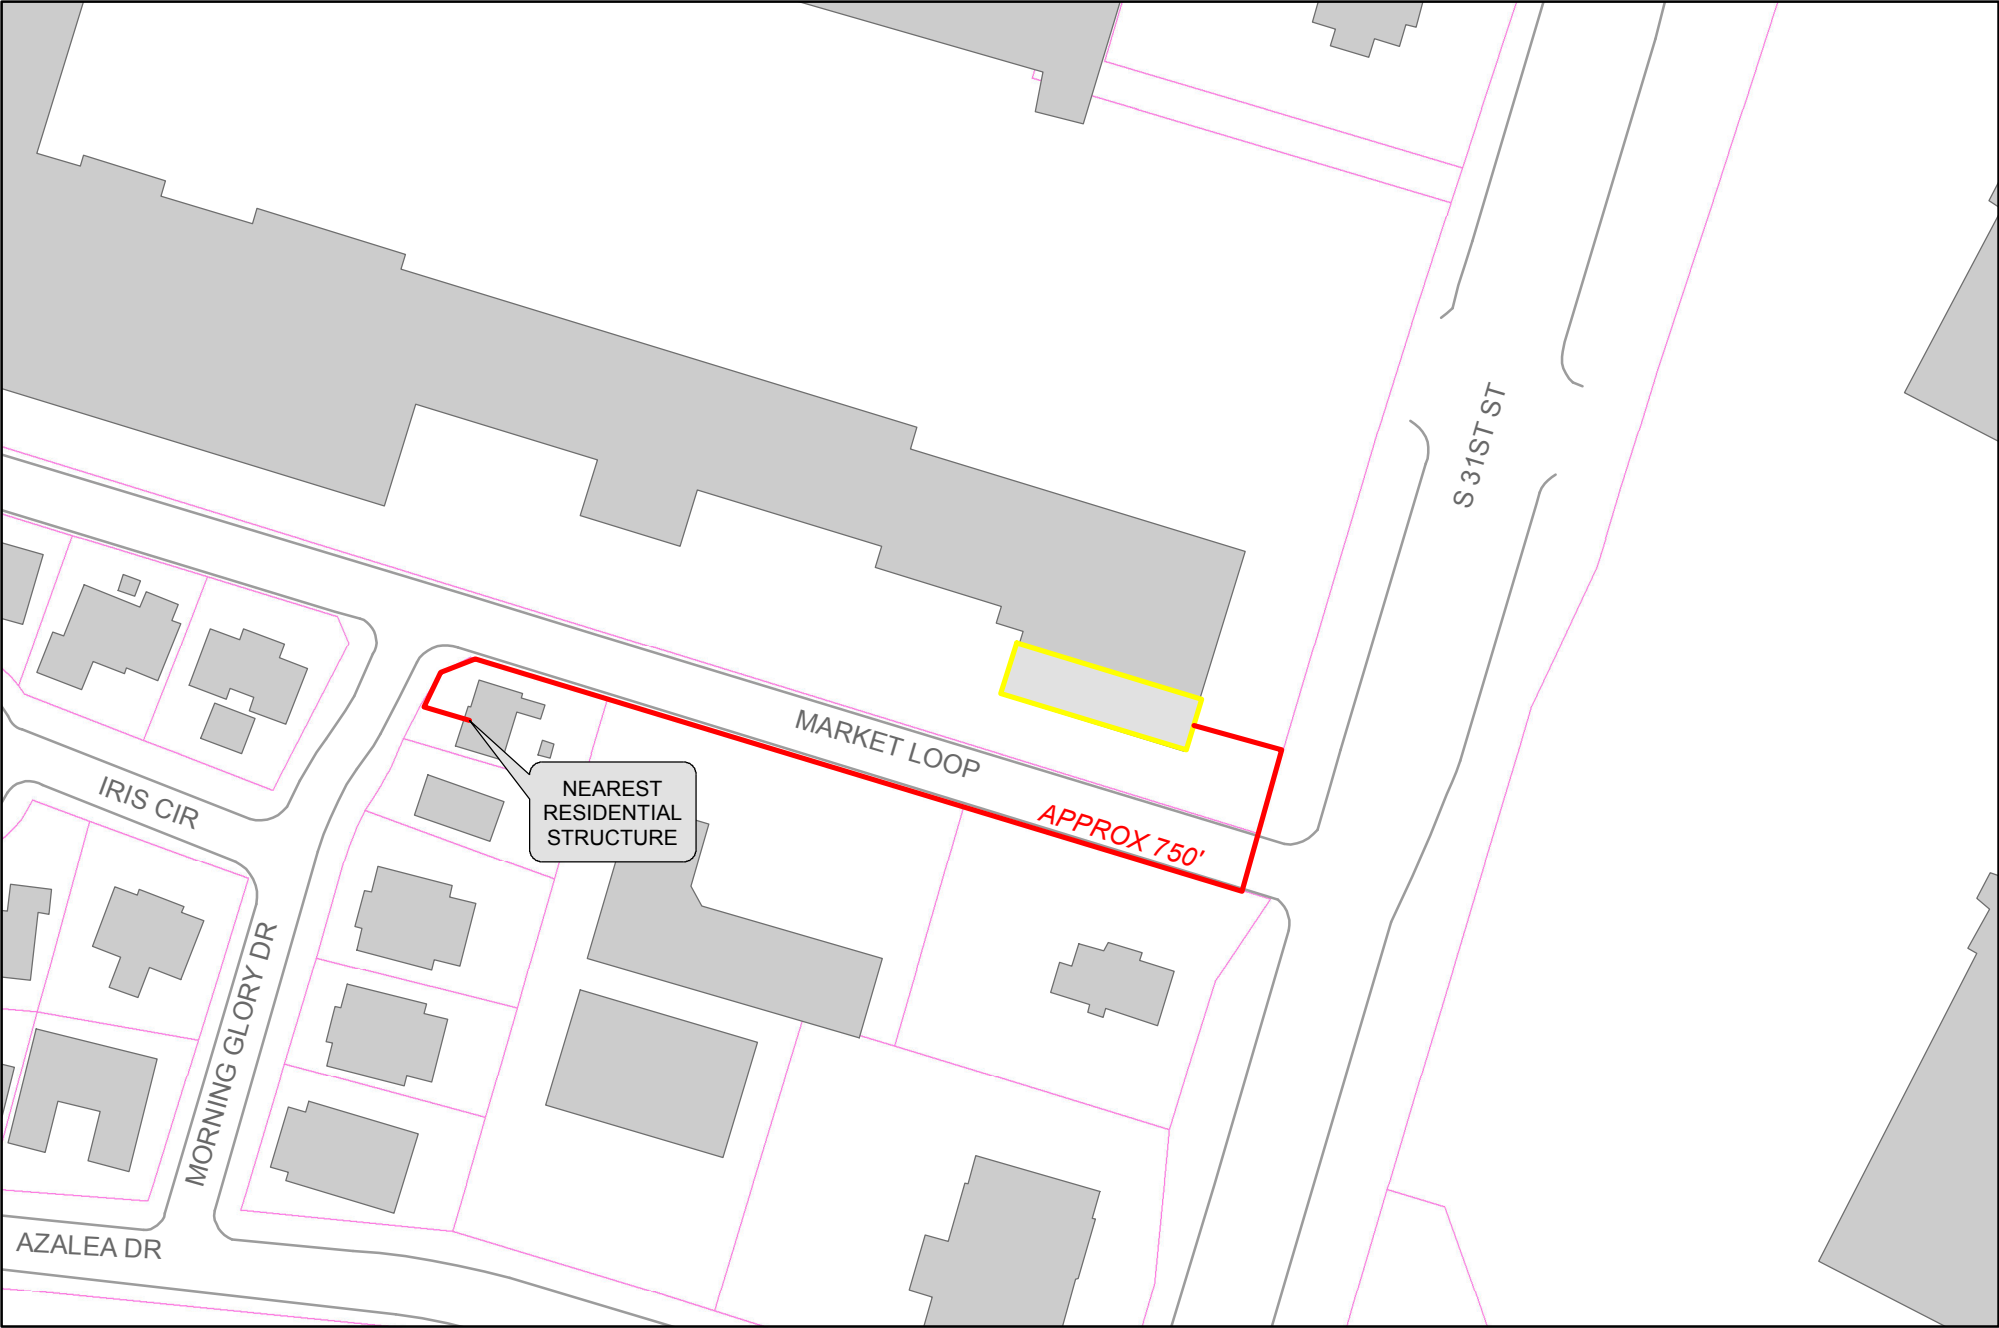 S 31ST ST
MARKET LOOP
NEAREST
RESIDENTIAL
STRUCTURE
APPROX 750'
IRIS CIR
MORNING GLORY DR
AZALEA DR